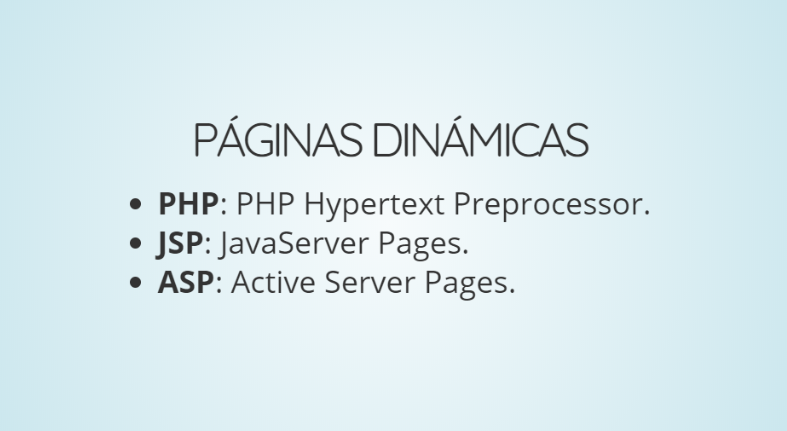 PÁGINAS DINÁMICAS
• PHP: PHP Hypertext Preprocessor.
• JSP: JavaServer Pages.
• ASP: Active Server Pages.